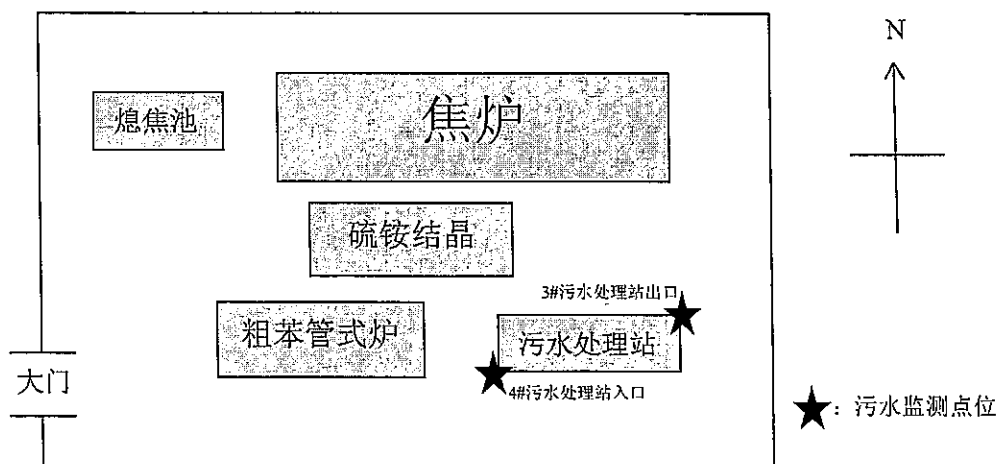 N
熄焦池
焦炉
硫铵结晶
3#污水处理站出口
粗苯管式炉
污水处理站
大门
4#污水处理站入口
★：污水监测点位